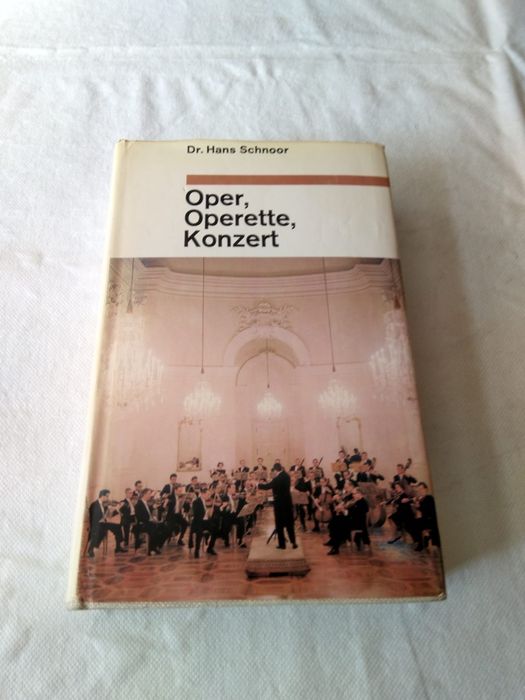 Dr. Hans Schnoor
Oper,
Operette,
Konzert